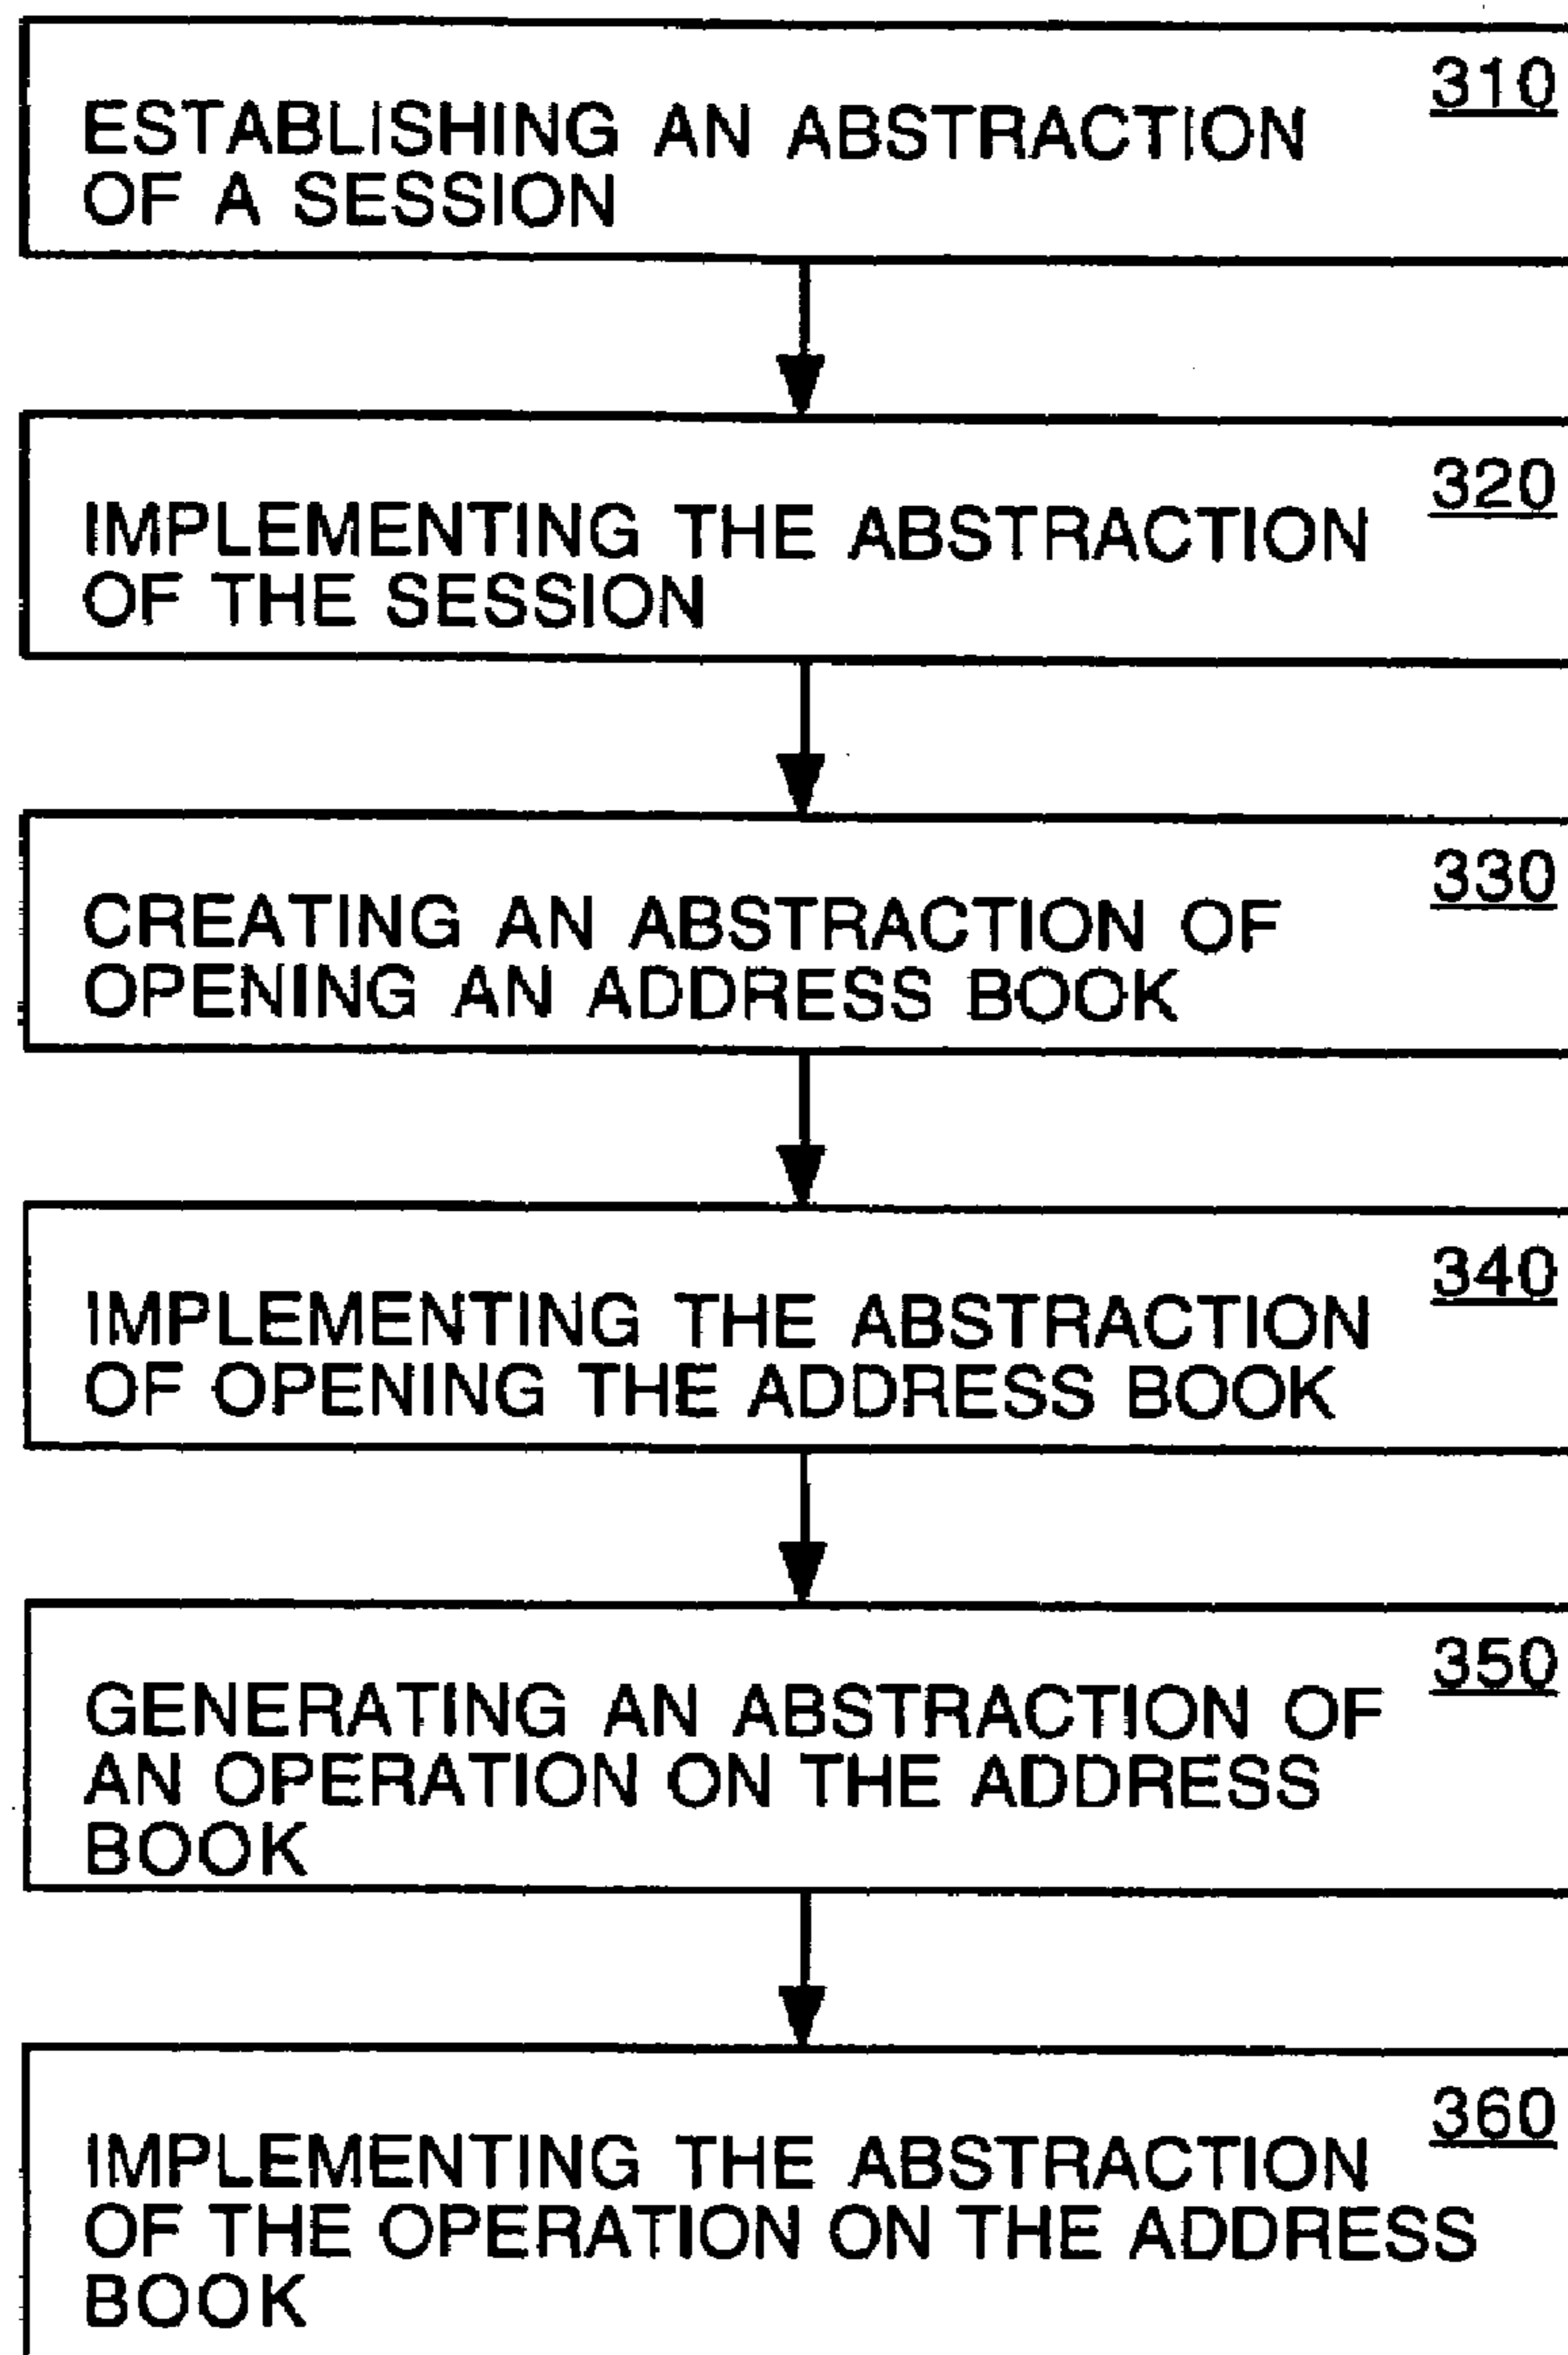 310
ESTABLISHING AN ABSTRACTION
OF A SESSION
320
IMPLEMENTING THE ABSTRACTION
OF THE SESSION
330
CREATING AN ABSTRACTION OF
OPENING AN ADDRESS BOOK
340
IMPLEMENTING THE ABSTRACTION
OF OPENING THE ADDRESS BOOK
350
GENERATING AN ABSTRACTION OF
AN OPERATION ON THE ADDRESS
BOOK
360
IMPLEMENTING THE ABSTRACTION
OF THE OPERATION ON THE ADDRESS
BOOK